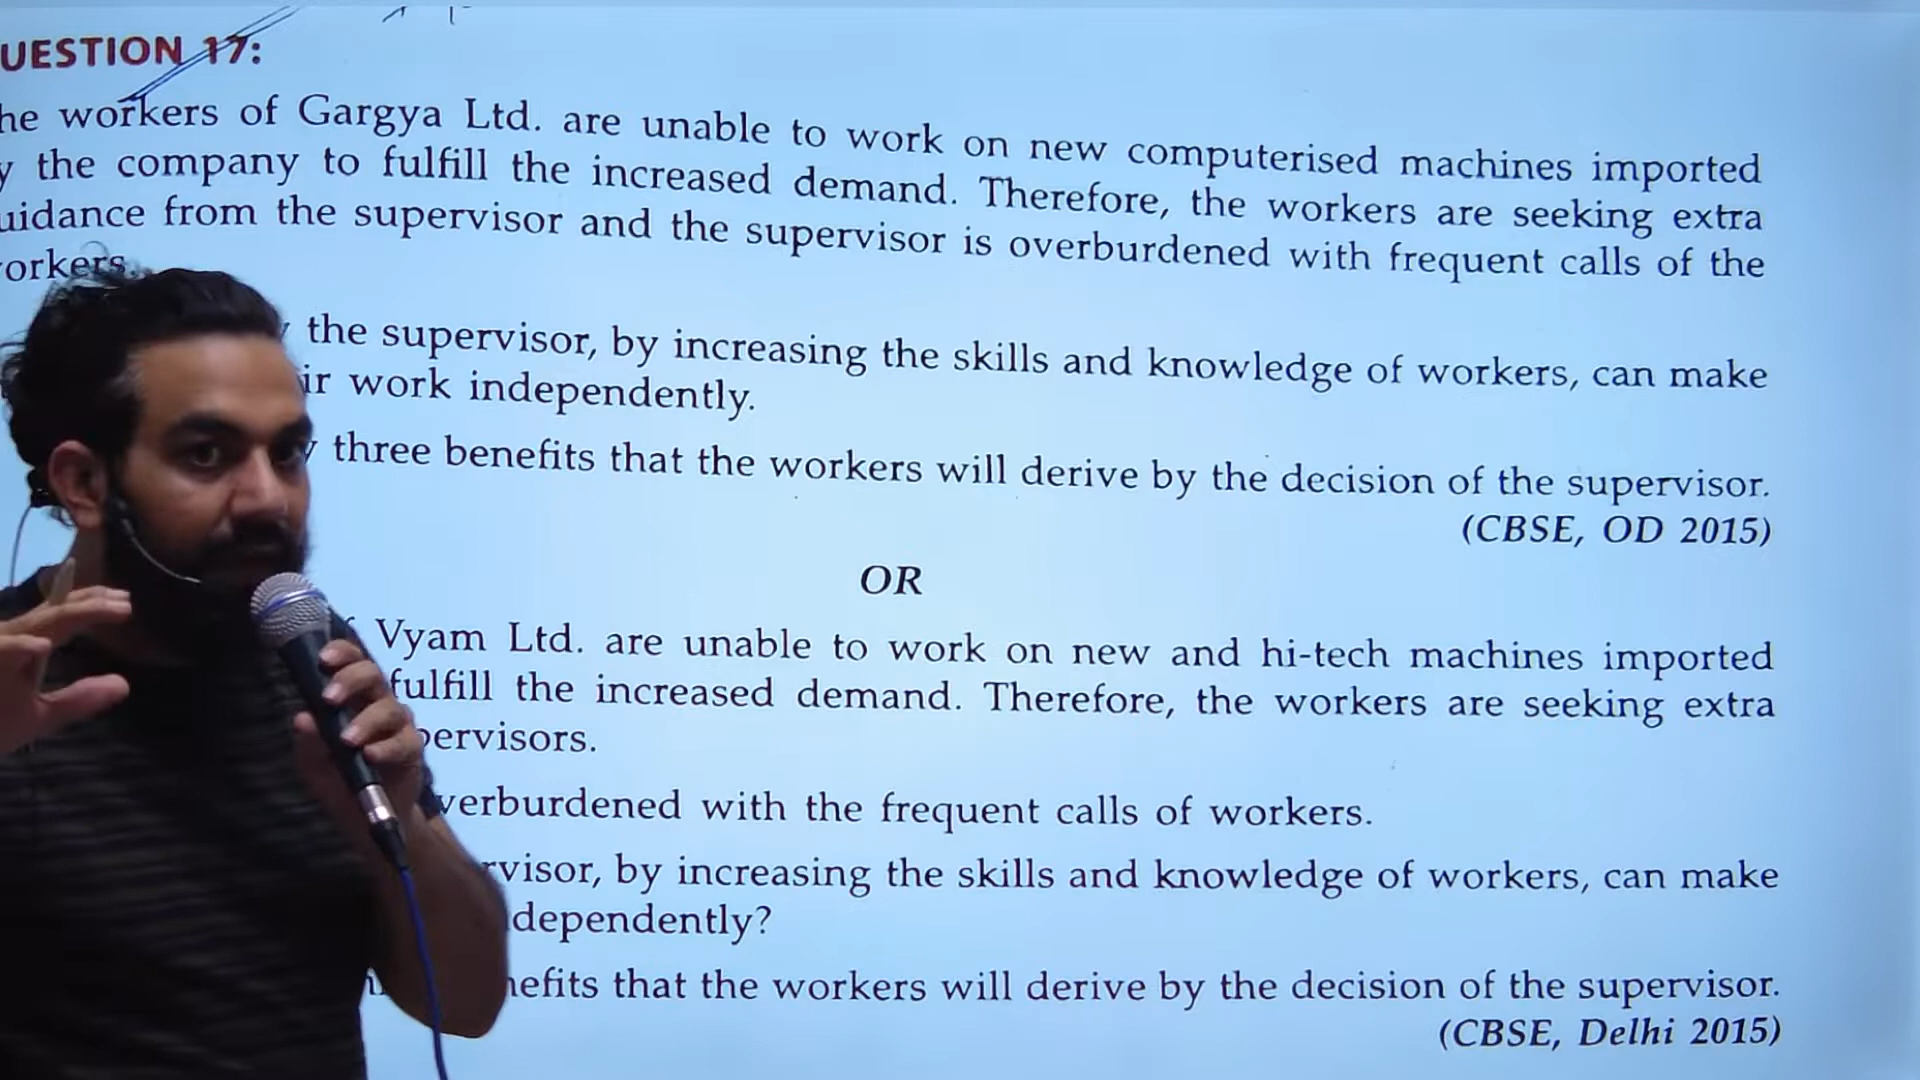 UESTION 17:
he workers of Gargya Ltd. are unable to work on new computerised machines imported
y the company to fulfill the increased demand. Therefore, the workers are seeking extra
uidance from the supervisor and the supervisor is overburdened with frequent calls of the
orkers.
the supervisor, by increasing the skills and knowledge of workers, can make
ir work independently.
y three benefits that the workers will derive by the decision of the supervisor.
(CBSE, OD 2015)
OR
Vyam Ltd. are unable to work on new and hi-tech machines imported
fulfill the increased demand. Therefore, the workers are seeking extra
pervisors.
verburdened with the frequent calls of workers.
rvisor, by increasing the skills and knowledge of workers, can make
dependently?
nefits that the workers will derive by the decision of the supervisor.
(CBSE, Delhi 2015)